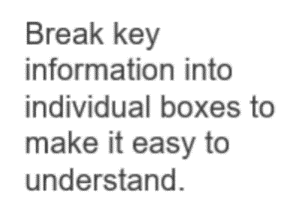 Break key
information into
individual boxes to
make it easy to
understand.